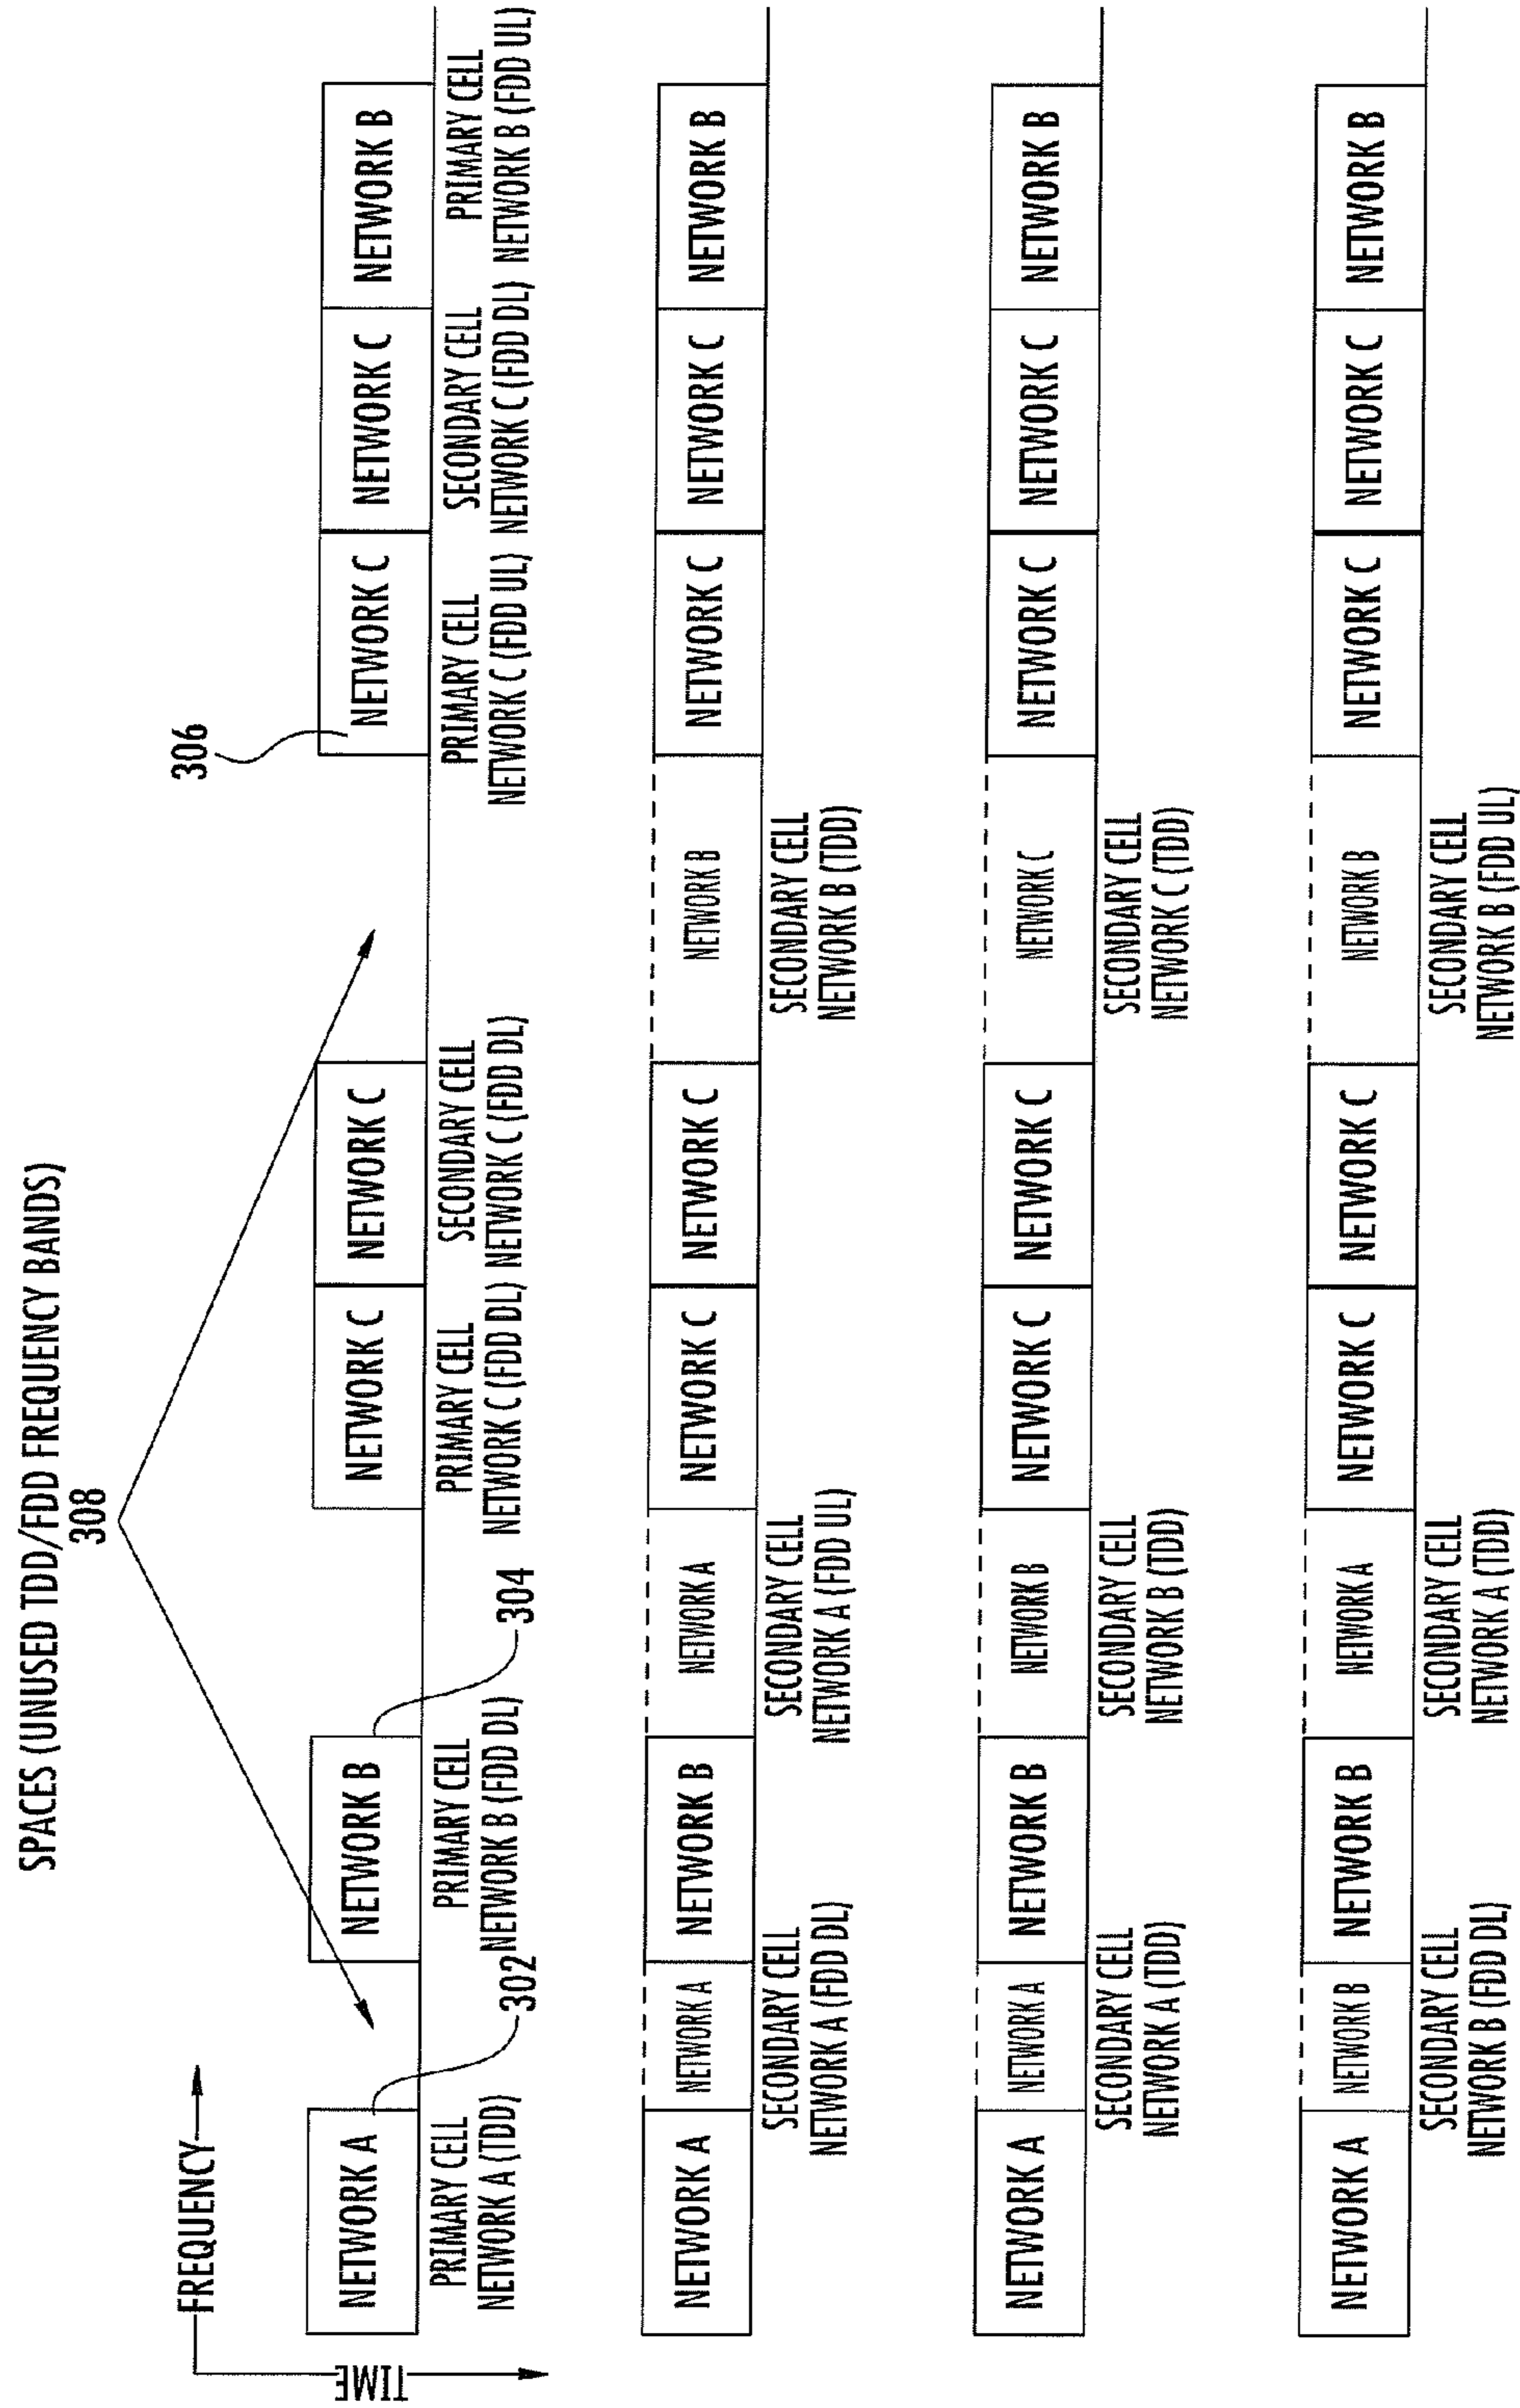 SPACES (UNUSED TDD/FDD FREQUENCY BANDS)
308
FREQUENCY
TIME
306
NETWORK A
NETWORK B
NETWORK C
NETWORK C
NETWORK C
NETWORK C
NETWORK B
PRIMARY CELL
NETWORK A (TDD)
302
PRIMARY CELL
NETWORK B (FDD DL)
304
PRIMARY CELL
NETWORK C (FDD DL)
SECONDARY CELL
NETWORK C (FDD DL)
PRIMARY CELL
NETWORK C (FDD UL)
SECONDARY CELL
NETWORK C (FDD DL)
PRIMARY CELL
NETWORK B (FDD UL)
NETWORK A
NETWORK A
NETWORK B
NETWORK A
NETWORK C
NETWORK C
NETWORK B
NETWORK C
NETWORK C
NETWORK B
SECONDARY CELL
NETWORK A (FDD DL)
SECONDARY CELL
NETWORK A (FDD UL)
SECONDARY CELL
NETWORK B (TDD)
NETWORK A
NETWORK A
NETWORK B
NETWORK B
NETWORK C
NETWORK C
NETWORK C
NETWORK C
NETWORK C
NETWORK B
SECONDARY CELL
NETWORK A (TDD)
SECONDARY CELL
NETWORK B (TDD)
SECONDARY CELL
NETWORK C (TDD)
NETWORK A
NETWORK B
NETWORK B
NETWORK A
NETWORK C
NETWORK C
NETWORK B
NETWORK C
NETWORK C
NETWORK B
SECONDARY CELL
NETWORK B (FDD DL)
SECONDARY CELL
NETWORK A (TDD)
SECONDARY CELL
NETWORK B (FDD UL)